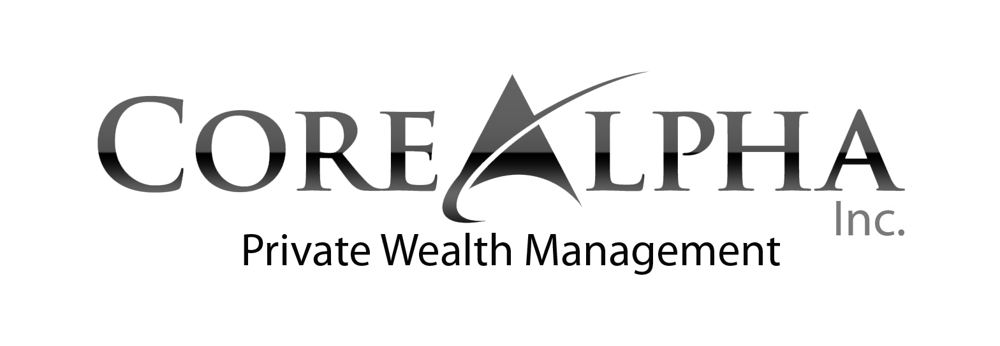 COREALPHA
Inc.
Private Wealth Management